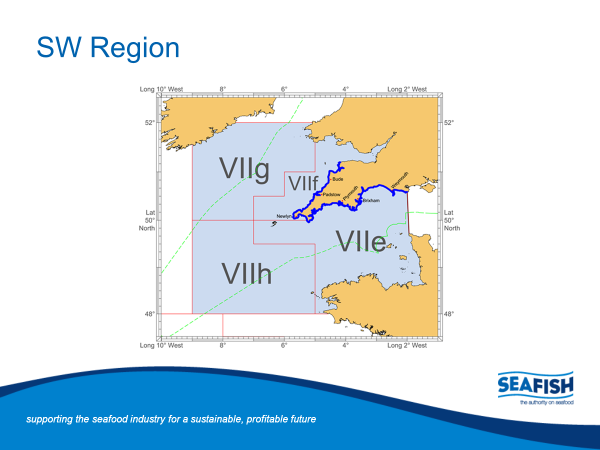 SW Region
Long 10° West 8° 6° 4° Long 2° West
52° 52°
VIIg
VIIf
Bude
Padstow
Plymouth
Weymouth
Brixham
Newlyn
Lat
50°
North
Lat
50°
North
VIIe
VIIh
48° 48°
Long 10° West 8° 6° 4° Long 2° West
SEAFISH
the authority on seafood
supporting the seafood industry for a sustainable, profitable future